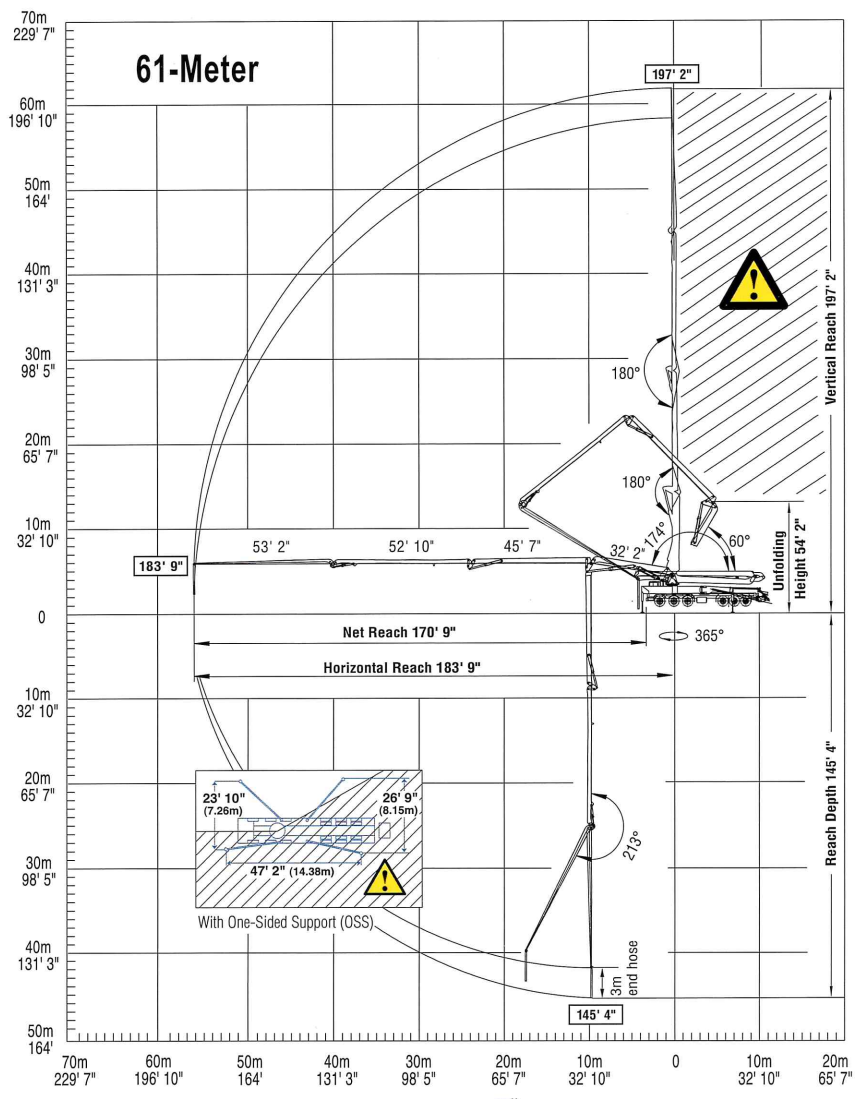 70m
229' 7"
61-Meter
197' 2"
60m
196' 10"
50m
164'
40m
131' 3"
30m
98' 5"
20m
65' 7"
10m
32' 10"
0
10m
32' 10"
20m
65' 7"
30m
98' 5"
40m
131' 3"
50m
164'
Vertical Reach 197' 2"
180°
180°
174°
60°
Unfolding
Height 54' 2"
53' 2"
52' 10"
45' 7"
32' 2"
183' 9"
Net Reach 170' 9"
365°
Horizontal Reach 183' 9"
Reach Depth 145' 4"
23' 10"
(7.26m)
26' 9"
(8.15m)
47' 2" (14.38m)
With One-Sided Support (OSS)
213°
3m
end hose
145' 4"
70m
229' 7"
60m
196' 10"
50m
164'
40m
131' 3"
30m
98' 5"
20m
65' 7"
10m
32' 10"
0
10m
32' 10"
20m
65' 7"